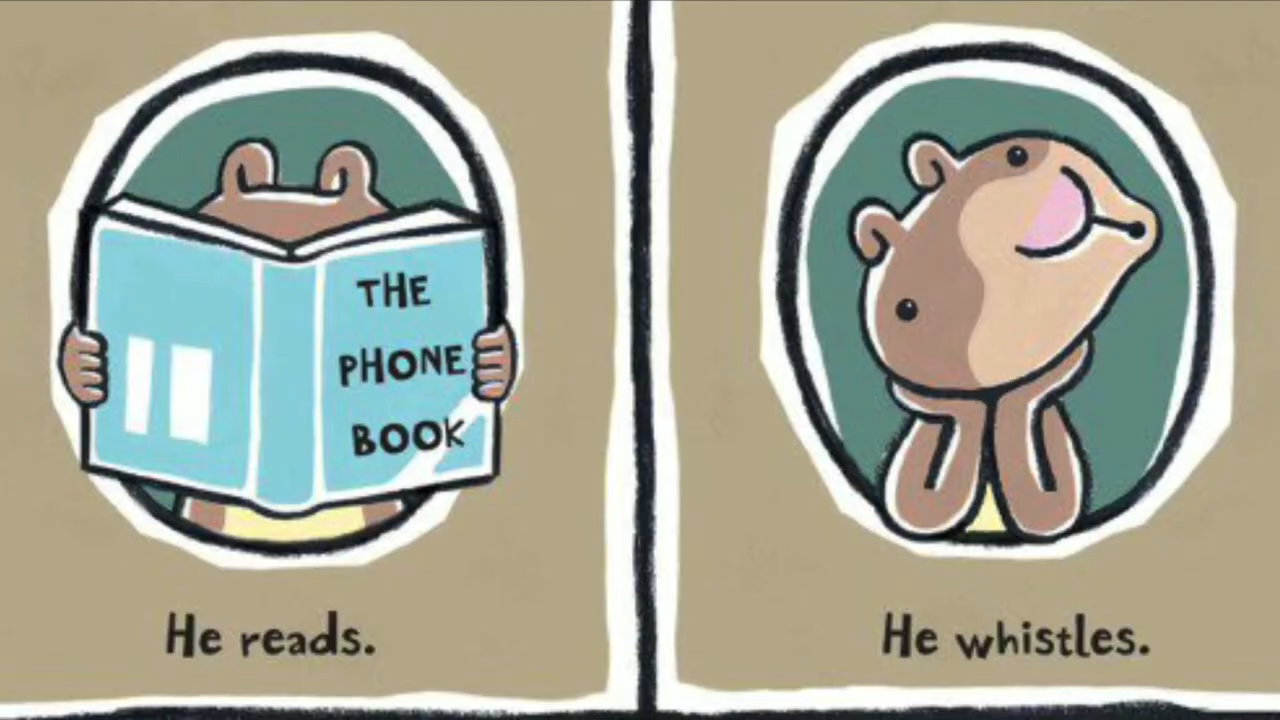 THE
PHONE
BOOK
He reads.
He whistles.